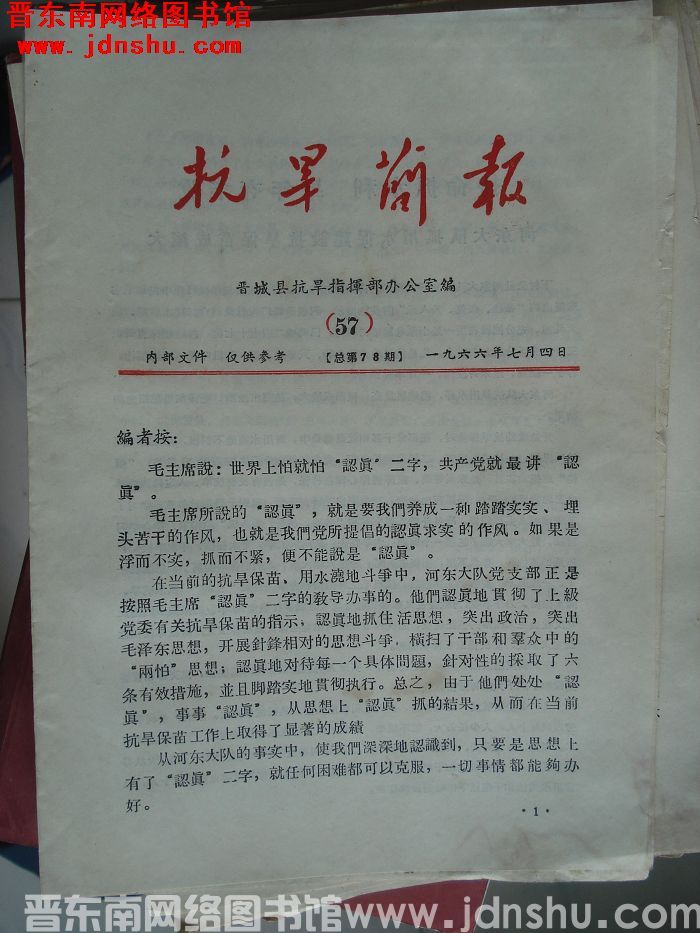 晋东南网络图书馆
www.jdnshu.com
抗旱简报
晋城县抗旱指揮部办公室編
(57)
内部文件 仅供参考 【总第78期】 一九六六年七月四日
編者按:
毛主席說:世界上怕就怕“認眞”二字,共产党就最讲“認
眞”。
毛主席所說的“認眞”,就是要我們养成一种踏踏实实、埋
头苦干的作风,也就是我們党所提倡的認眞求实的作风。如果是
浮而不实,抓而不紧,便不能說是“認眞”。
在当前的抗旱保苗、用水澆地斗爭中,河东大队党支部正是
按照毛主席“認眞”二字的敎导办事的。他們認眞地貫彻了上級
党委有关抗旱保苗的指示;認眞地抓住活思想,突出政治,突出
毛泽东思想,开展針鋒相对的思想斗爭,橫扫了干部和羣众中的
“兩怕”思想;認眞地对待每一个具体問題,針对性的採取了六
条有效措施,並且脚踏实地貫彻执行。总之,由于他們处处“認
眞”,事事“認眞”,从思想上“認眞”抓的結果,从而在当前
抗旱保苗工作上取得了显著的成績
从河东大队的事实中,使我們深深地認識到,只要是思想上
有了“認眞”二字,就任何困难都可以克服,一切事情都能夠办
好。
·1·
晋东南网络图书馆 www.jdnshu.com